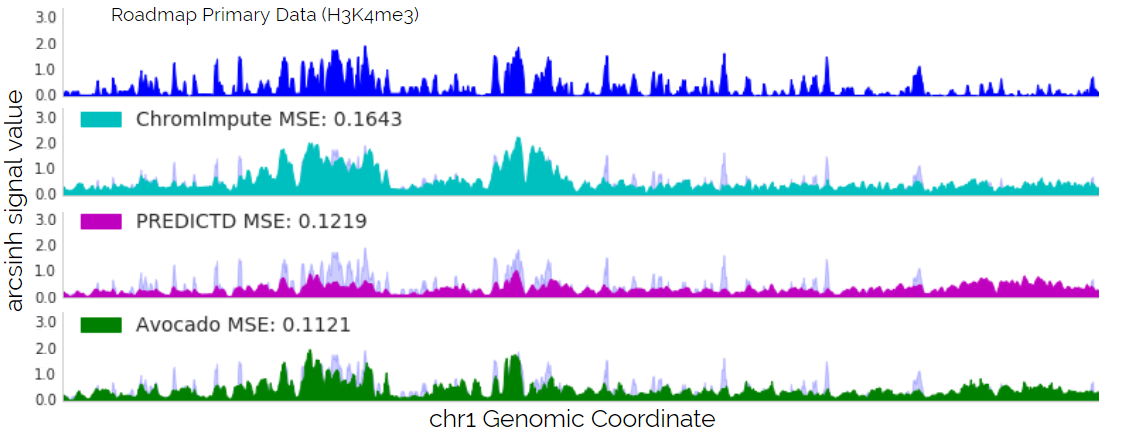 Roadmap Primary Data (H3K4me3)
3.0
2.0
1.0
0.0
ChromImpute MSE: 0.1643
3.0
2.0
1.0
0.0
PREDICTD MSE: 0.1219
3.0
2.0
1.0
0.0
Avocado MSE: 0.1121
3.0
2.0
1.0
0.0
arcsinh signal value
chr1 Genomic Coordinate